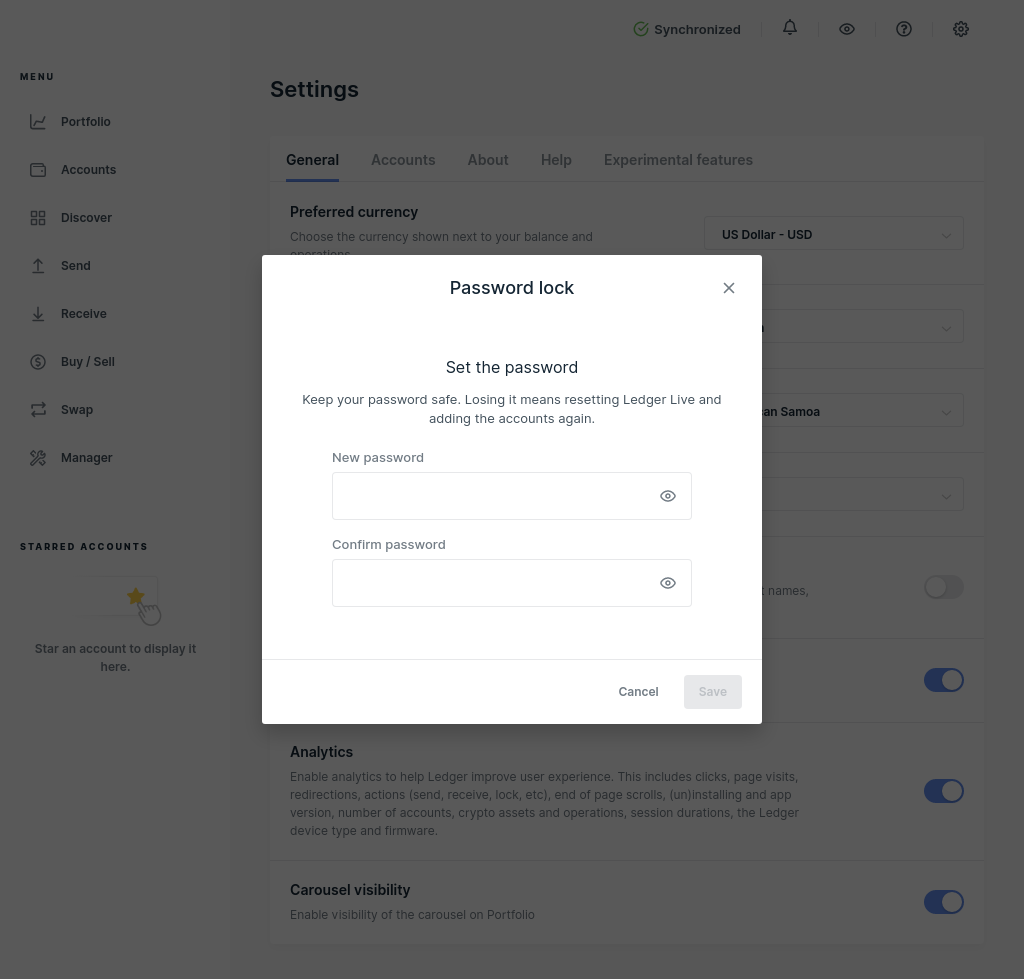 Synchronized
MENU
Portfolio
Accounts
Discover
Send
Receive
Buy / Sell
Swap
Manager
STARRED ACCOUNTS
Star an account to display it
here.
Settings
General Accounts About Help Experimental features
Preferred currency
Choose the currency shown next to your balance and
operations.
US Dollar - USD
Samoa
names,
Password lock
Set the password
Keep your password safe. Losing it means resetting Ledger Live and
adding the accounts again.
New password
Confirm password
Cancel Save
Analytics
Enable analytics to help Ledger improve user experience. This includes clicks, page visits,
redirections, actions (send, receive, lock, etc), end of page scrolls, (un)installing and app
version, number of accounts, crypto assets and operations, session durations, the Ledger
device type and firmware.
Carousel visibility
Enable visibility of the carousel on Portfolio